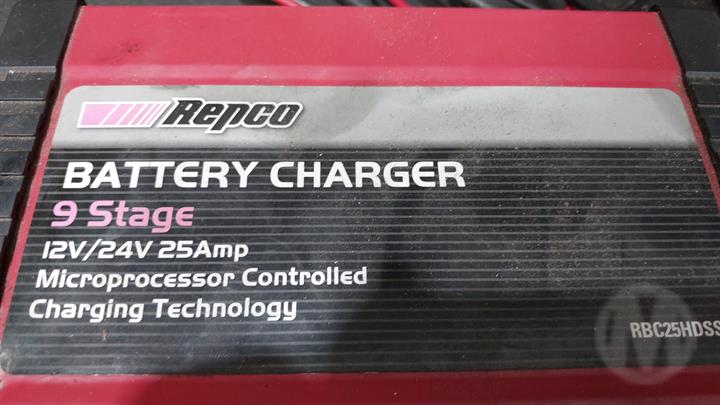 Repco
BATTERY CHARGER
9 Stage
12V/24V 25Amp
Microprocessor Controlled
Charging Technology
RBC25HDSS